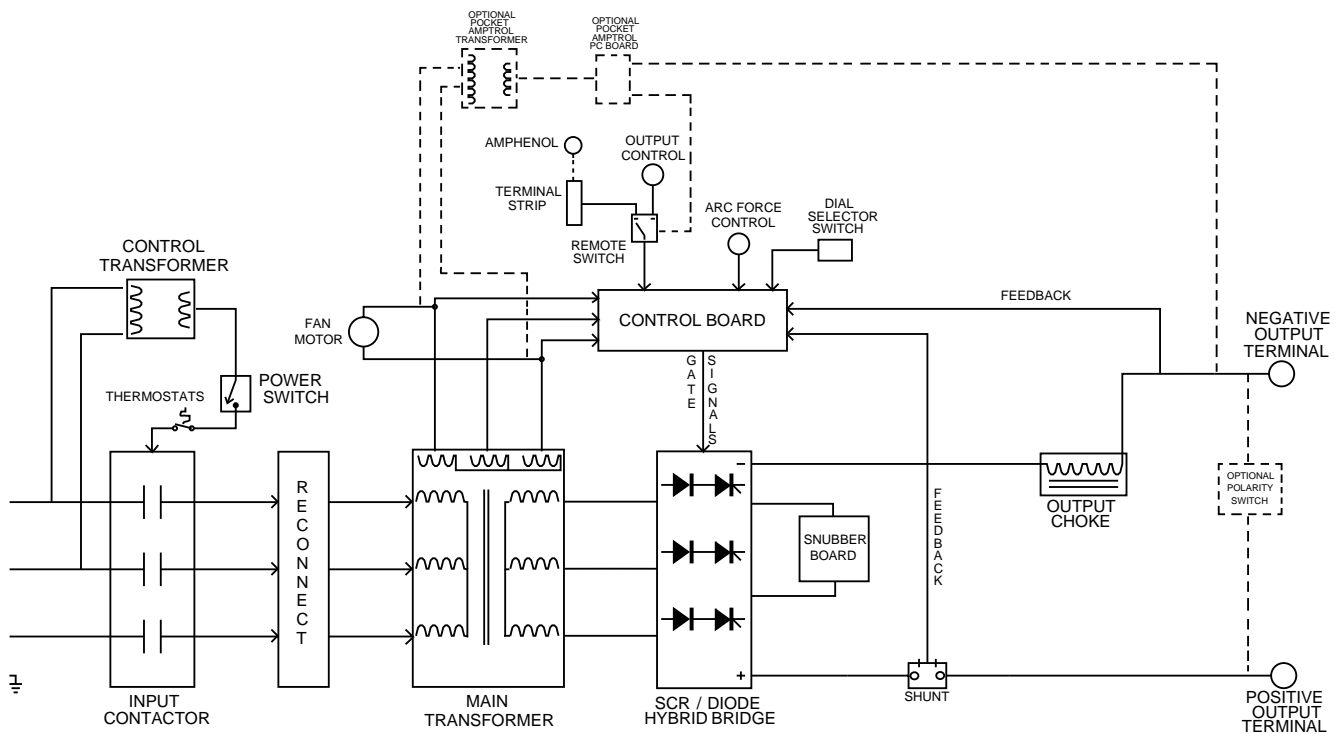 OPTIONAL
POCKET
AMPTROL
TRANSFORMER
OPTIONAL
POCKET
AMPTROL
PC BOARD
AMPHENOL
OUTPUT
CONTROL
TERMINAL
STRIP
REMOTE
SWITCH
ARC FORCE
CONTROL
DIAL
SELECTOR
SWITCH
CONTROL
TRANSFORMER
FAN
MOTOR
CONTROL BOARD
FEEDBACK
NEGATIVE
OUTPUT
TERMINAL
POWER
SWITCH
THERMOSTATS
GATE
SIGNALS
RECONNECT
SNUBBER
BOARD
FEEDBACK
OUTPUT
CHOKE
OPTIONAL
POLARITY
SWITCH
–
+
INPUT
CONTACTOR
MAIN
TRANSFORMER
SCR / DIODE
HYBRID BRIDGE
SHUNT
POSITIVE
OUTPUT
TERMINAL